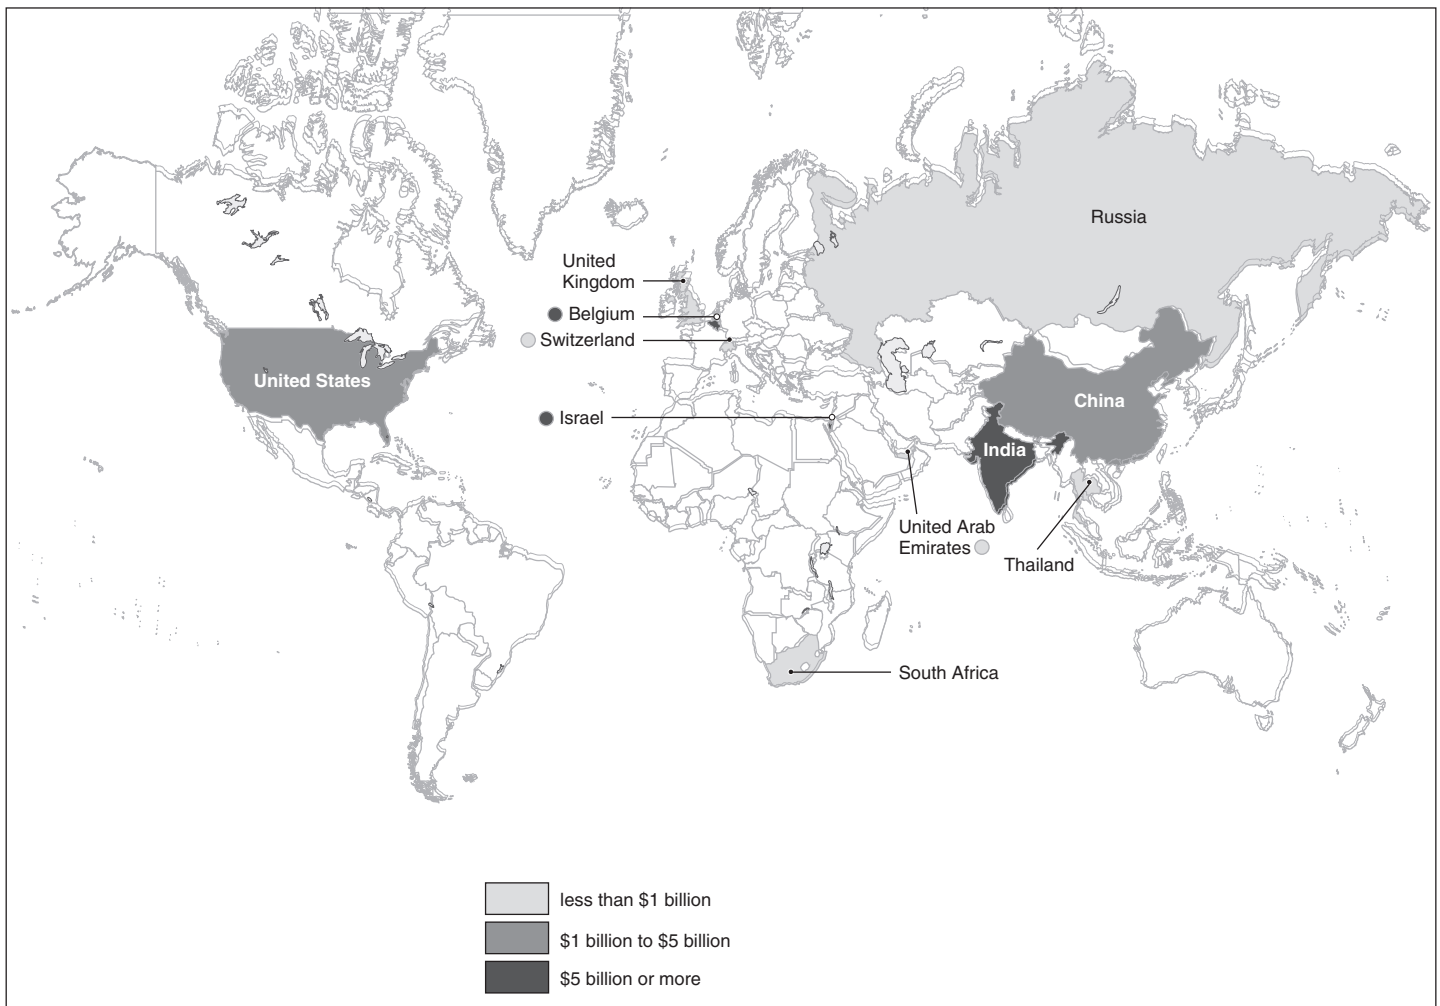 Russia
United
Kingdom
Belgium
Switzerland
United States
China
Israel
India
United Arab
Emirates
Thailand
South Africa
less than $1 billion
$1 billion to $5 billion
$5 billion or more